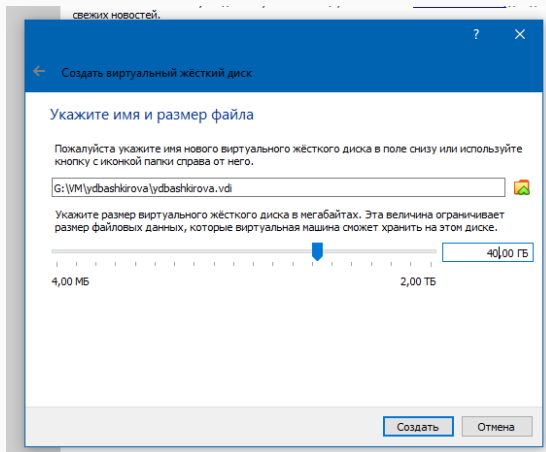 свежих новостей.
?
Создать виртуальный жёсткий диск
Укажите имя и размер файла
Пожалуйста укажите имя нового виртуального жёсткого диска в поле снизу или используйте
кнопку с иконкой папки справа от него.
G:\VM\ydbashkirova\ydbashkirova.vdi
Укажите размер виртуального жёсткого диска в мегабайтах. Эта величина ограничивает
размер файловых данных, которые виртуальная машина сможет хранить на этом диске.
40,00 ГБ
4,00 МБ 2,00 ТБ
Создать Отмена